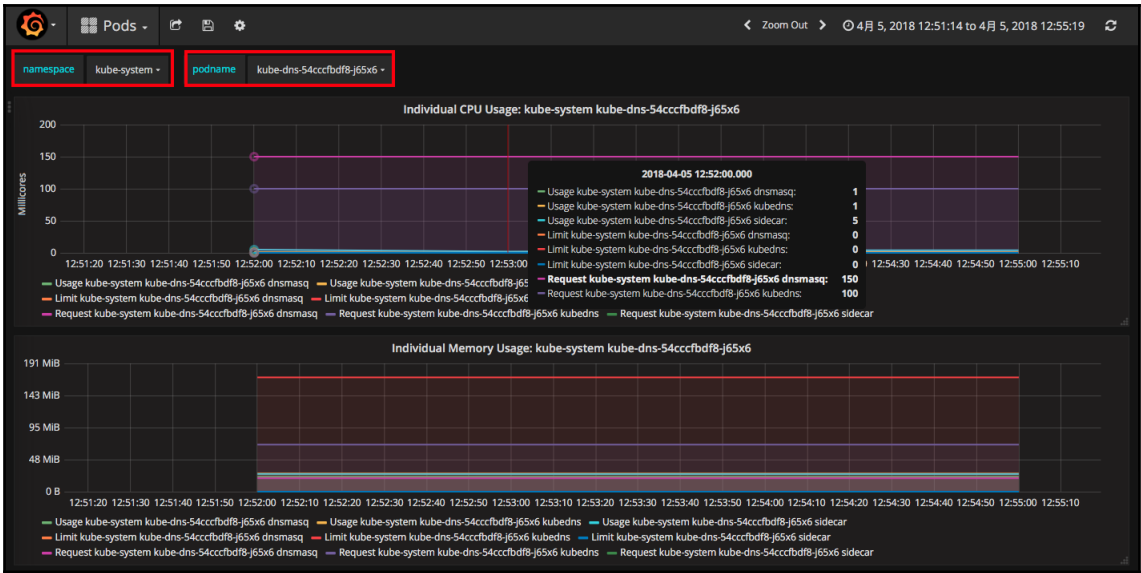 Pods
Zoom Out
4月 5, 2018 12:51:14 to 4月 5, 2018 12:55:19
namespace kube-system podname kube-dns-54cccfbdf8-j65x6
Individual CPU Usage: kube-system kube-dns-54cccfbdf8-j65x6
200
150
100
50
0
Millicores
2018-04-05 12:52:00.000
Usage kube-system kube-dns-54cccfbdf8-j65x6 dnsmasq: 1
Usage kube-system kube-dns-54cccfbdf8-j65x6 kubedns: 1
Usage kube-system kube-dns-54cccfbdf8-j65x6 sidecar: 5
Limit kube-system kube-dns-54cccfbdf8-j65x6 dnsmasq: 0
Limit kube-system kube-dns-54cccfbdf8-j65x6 kubedns: 0
Limit kube-system kube-dns-54cccfbdf8-j65x6 sidecar: 0
Request kube-system kube-dns-54cccfbdf8-j65x6 dnsmasq: 150
Request kube-system kube-dns-54cccfbdf8-j65x6 kubedns: 100
12:51:20 12:51:30 12:51:40 12:51:50 12:52:00 12:52:10 12:52:20 12:52:30 12:52:40 12:52:50 12:53:00 12:54:30 12:54:40 12:54:50 12:55:00 12:55:10
Usage kube-system kube-dns-54cccfbdf8-j65x6 dnsmasq Usage kube-system kube-dns-54cccfbdf8-j65
Limit kube-system kube-dns-54cccfbdf8-j65x6 dnsmasq Limit kube-system kube-dns-54cccfbdf8-j65x6
Request kube-system kube-dns-54cccfbdf8-j65x6 dnsmasq Request kube-system kube-dns-54cccfbdf8-j65x6 kubedns Request kube-system kube-dns-54cccfbdf8-j65x6 sidecar
Individual Memory Usage: kube-system kube-dns-54cccfbdf8-j65x6
191 MiB
143 MiB
95 MiB
48 MiB
0 B
12:51:20 12:51:30 12:51:40 12:51:50 12:52:00 12:52:10 12:52:20 12:52:30 12:52:40 12:52:50 12:53:00 12:53:10 12:53:20 12:53:30 12:53:40 12:53:50 12:54:00 12:54:10 12:54:20 12:54:30 12:54:40 12:54:50 12:55:00 12:55:10
Usage kube-system kube-dns-54cccfbdf8-j65x6 dnsmasq Usage kube-system kube-dns-54cccfbdf8-j65x6 kubedns Usage kube-system kube-dns-54cccfbdf8-j65x6 sidecar
Limit kube-system kube-dns-54cccfbdf8-j65x6 dnsmasq Limit kube-system kube-dns-54cccfbdf8-j65x6 kubedns Limit kube-system kube-dns-54cccfbdf8-j65x6 sidecar
Request kube-system kube-dns-54cccfbdf8-j65x6 dnsmasq Request kube-system kube-dns-54cccfbdf8-j65x6 kubedns Request kube-system kube-dns-54cccfbdf8-j65x6 sidecar